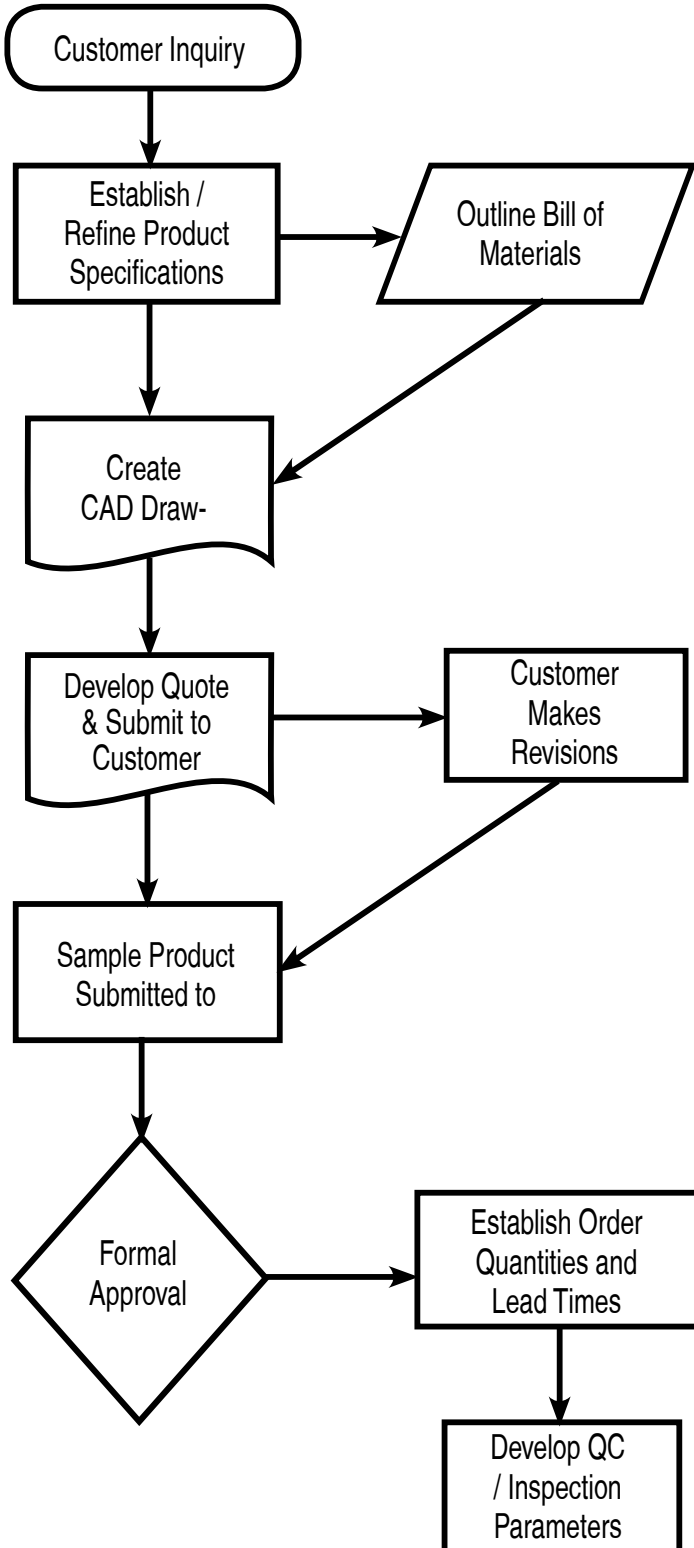 Customer Inquiry
Establish /
Refine Product
Specifications
Outline Bill of
Materials
Create
CAD Draw-
Develop Quote
& Submit to
Customer
Customer
Makes
Revisions
Sample Product
Submitted to
Formal
Approval
Establish Order
Quantities and
Lead Times
Develop QC
/ Inspection
Parameters